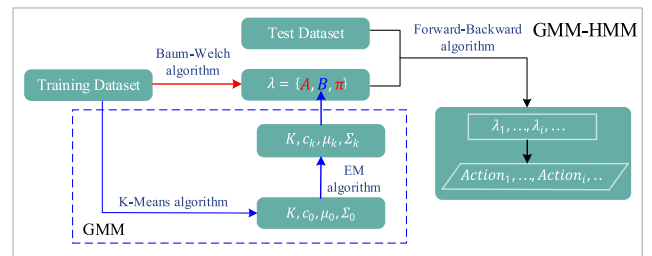 Test Dataset
Forward-Backward
algorithm
GMM-HMM
Baum-Welch
algorithm
Training Dataset
λ = {A, B, π}
λ₁, …, λᵢ, …
K, cₖ, μₖ, Σₖ
Action₁, …, Actionᵢ, ..
EM
algorithm
K-Means algorithm
K, c₀, μ₀, Σ₀
GMM